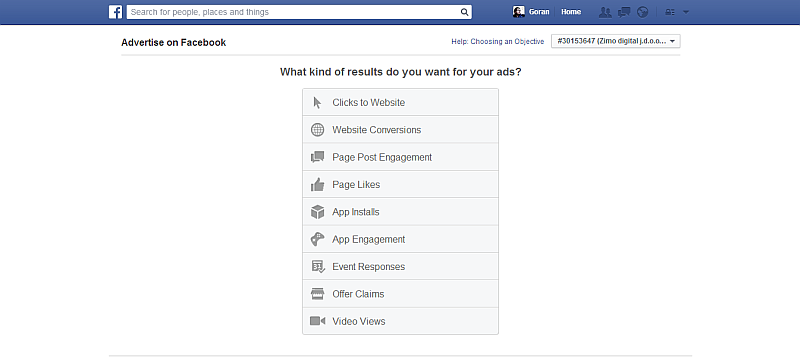 f
Search for people, places and things
Goran
Home
Advertise on Facebook
Help: Choosing an Objective
#30153647 (Zimo digital j.d.o.o...
What kind of results do you want for your ads?
Clicks to Website
Website Conversions
Page Post Engagement
Page Likes
App Installs
App Engagement
31
Event Responses
Offer Claims
Video Views